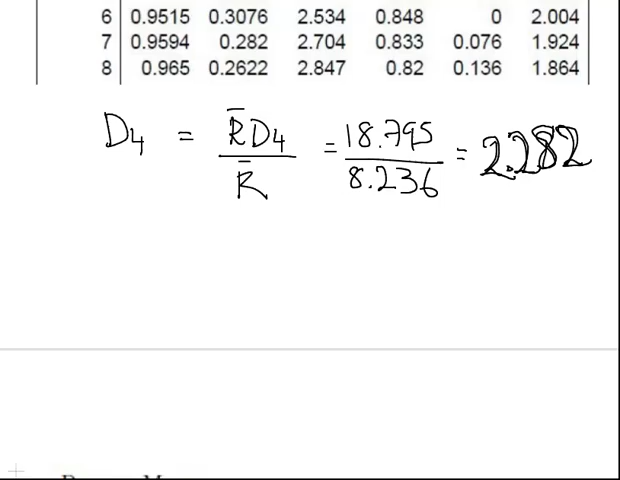 6 0.9515 0.3076 2.534 0.848 0 2.004
7 0.9594 0.282 2.704 0.833 0.076 1.924
8 0.965 0.2622 2.847 0.82 0.136 1.864
D₄ = R̄D₄ / R̄ = 18.795 / 8.236 = 2.282